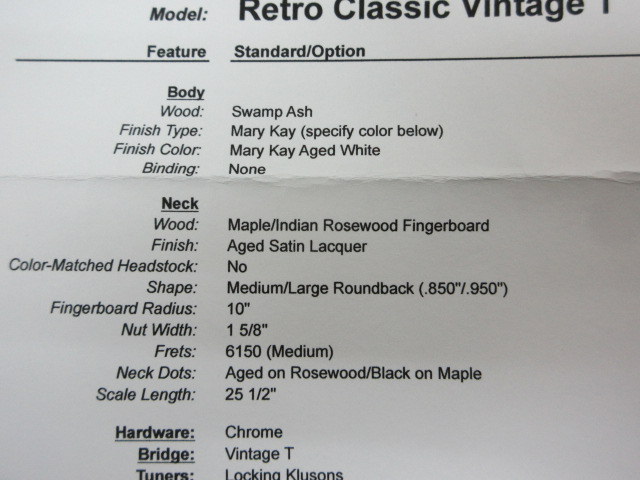 Model: Retro Classic Vintage T
Feature Standard/Option
Body
Wood: Swamp Ash
Finish Type: Mary Kay (specify color below)
Finish Color: Mary Kay Aged White
Binding: None
Neck
Wood: Maple/Indian Rosewood Fingerboard
Finish: Aged Satin Lacquer
Color-Matched Headstock: No
Shape: Medium/Large Roundback (.850"/.950")
Fingerboard Radius: 10"
Nut Width: 1 5/8"
Frets: 6150 (Medium)
Neck Dots: Aged on Rosewood/Black on Maple
Scale Length: 25 1/2"
Hardware: Chrome
Bridge: Vintage T
Tuners: Locking Klusons